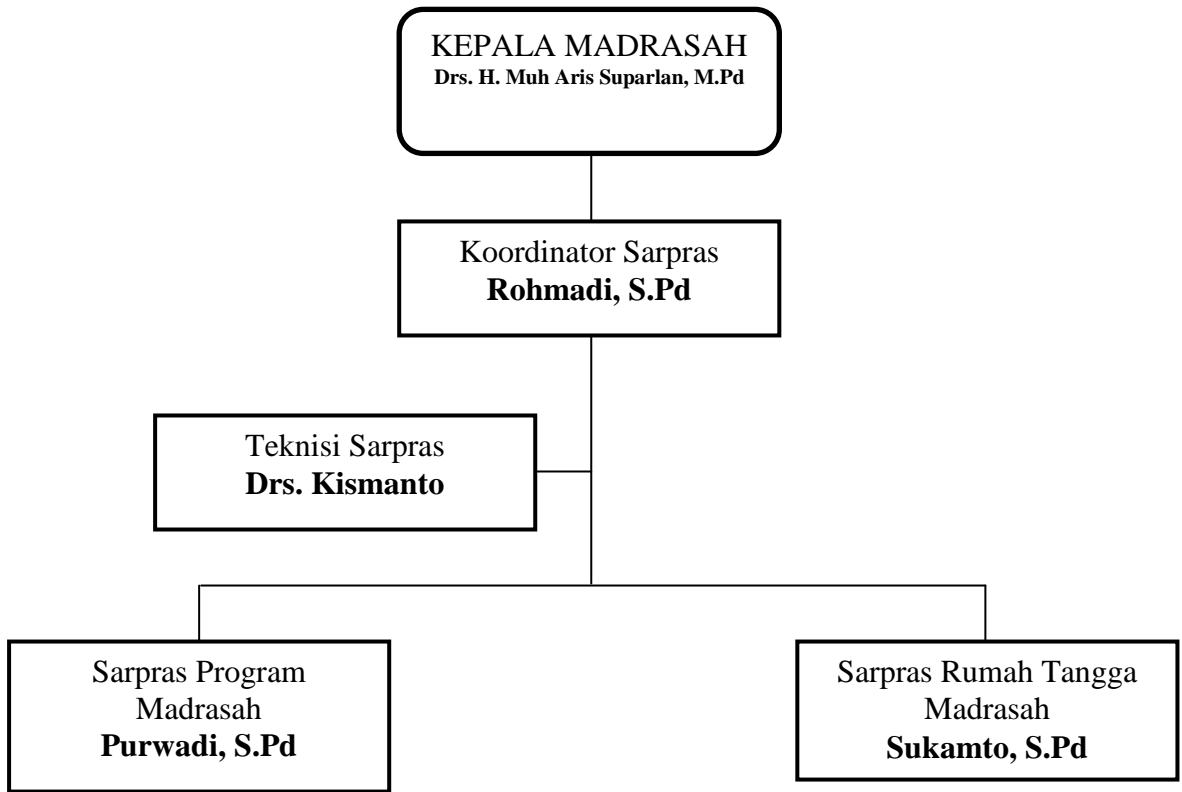 KEPALA MADRASAH
Drs. H. Muh Aris Suparlan, M.Pd
Koordinator Sarpras
Rohmadi, S.Pd
Teknisi Sarpras
Drs. Kismanto
Sarpras Program
Madrasah
Purwadi, S.Pd
Sarpras Rumah Tangga
Madrasah
Sukamto, S.Pd